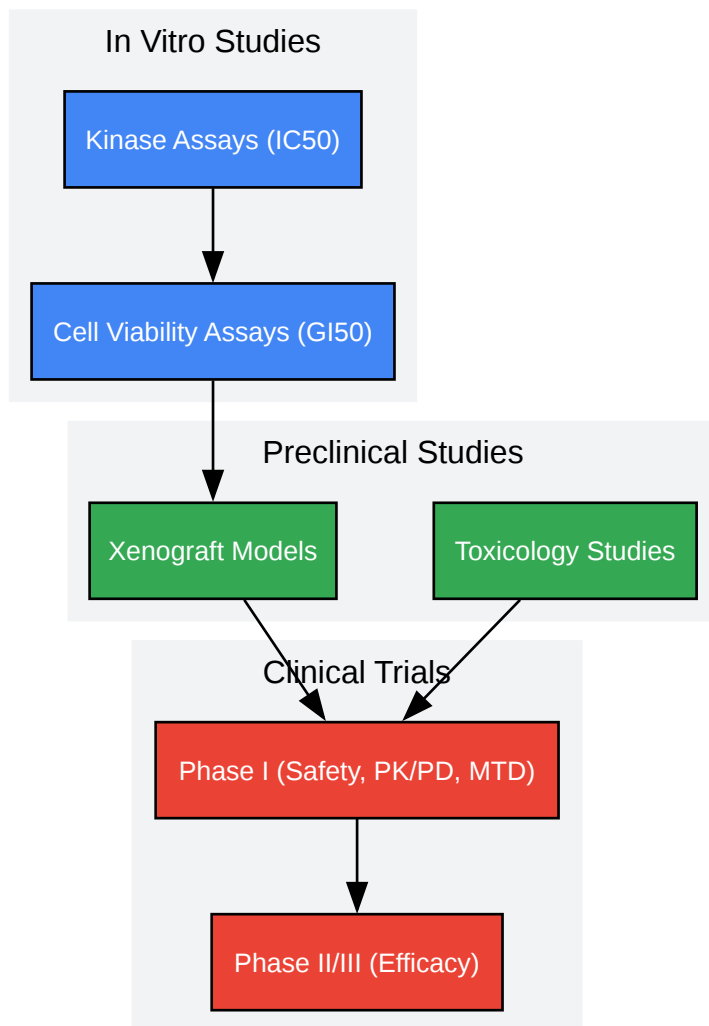 In Vitro Studies
Kinase Assays (IC50)
Cell Viability Assays (GI50)
Preclinical Studies
Xenograft Models
Toxicology Studies
Clinical Trials
Phase I (Safety, PK/PD, MTD)
Phase II/III (Efficacy)